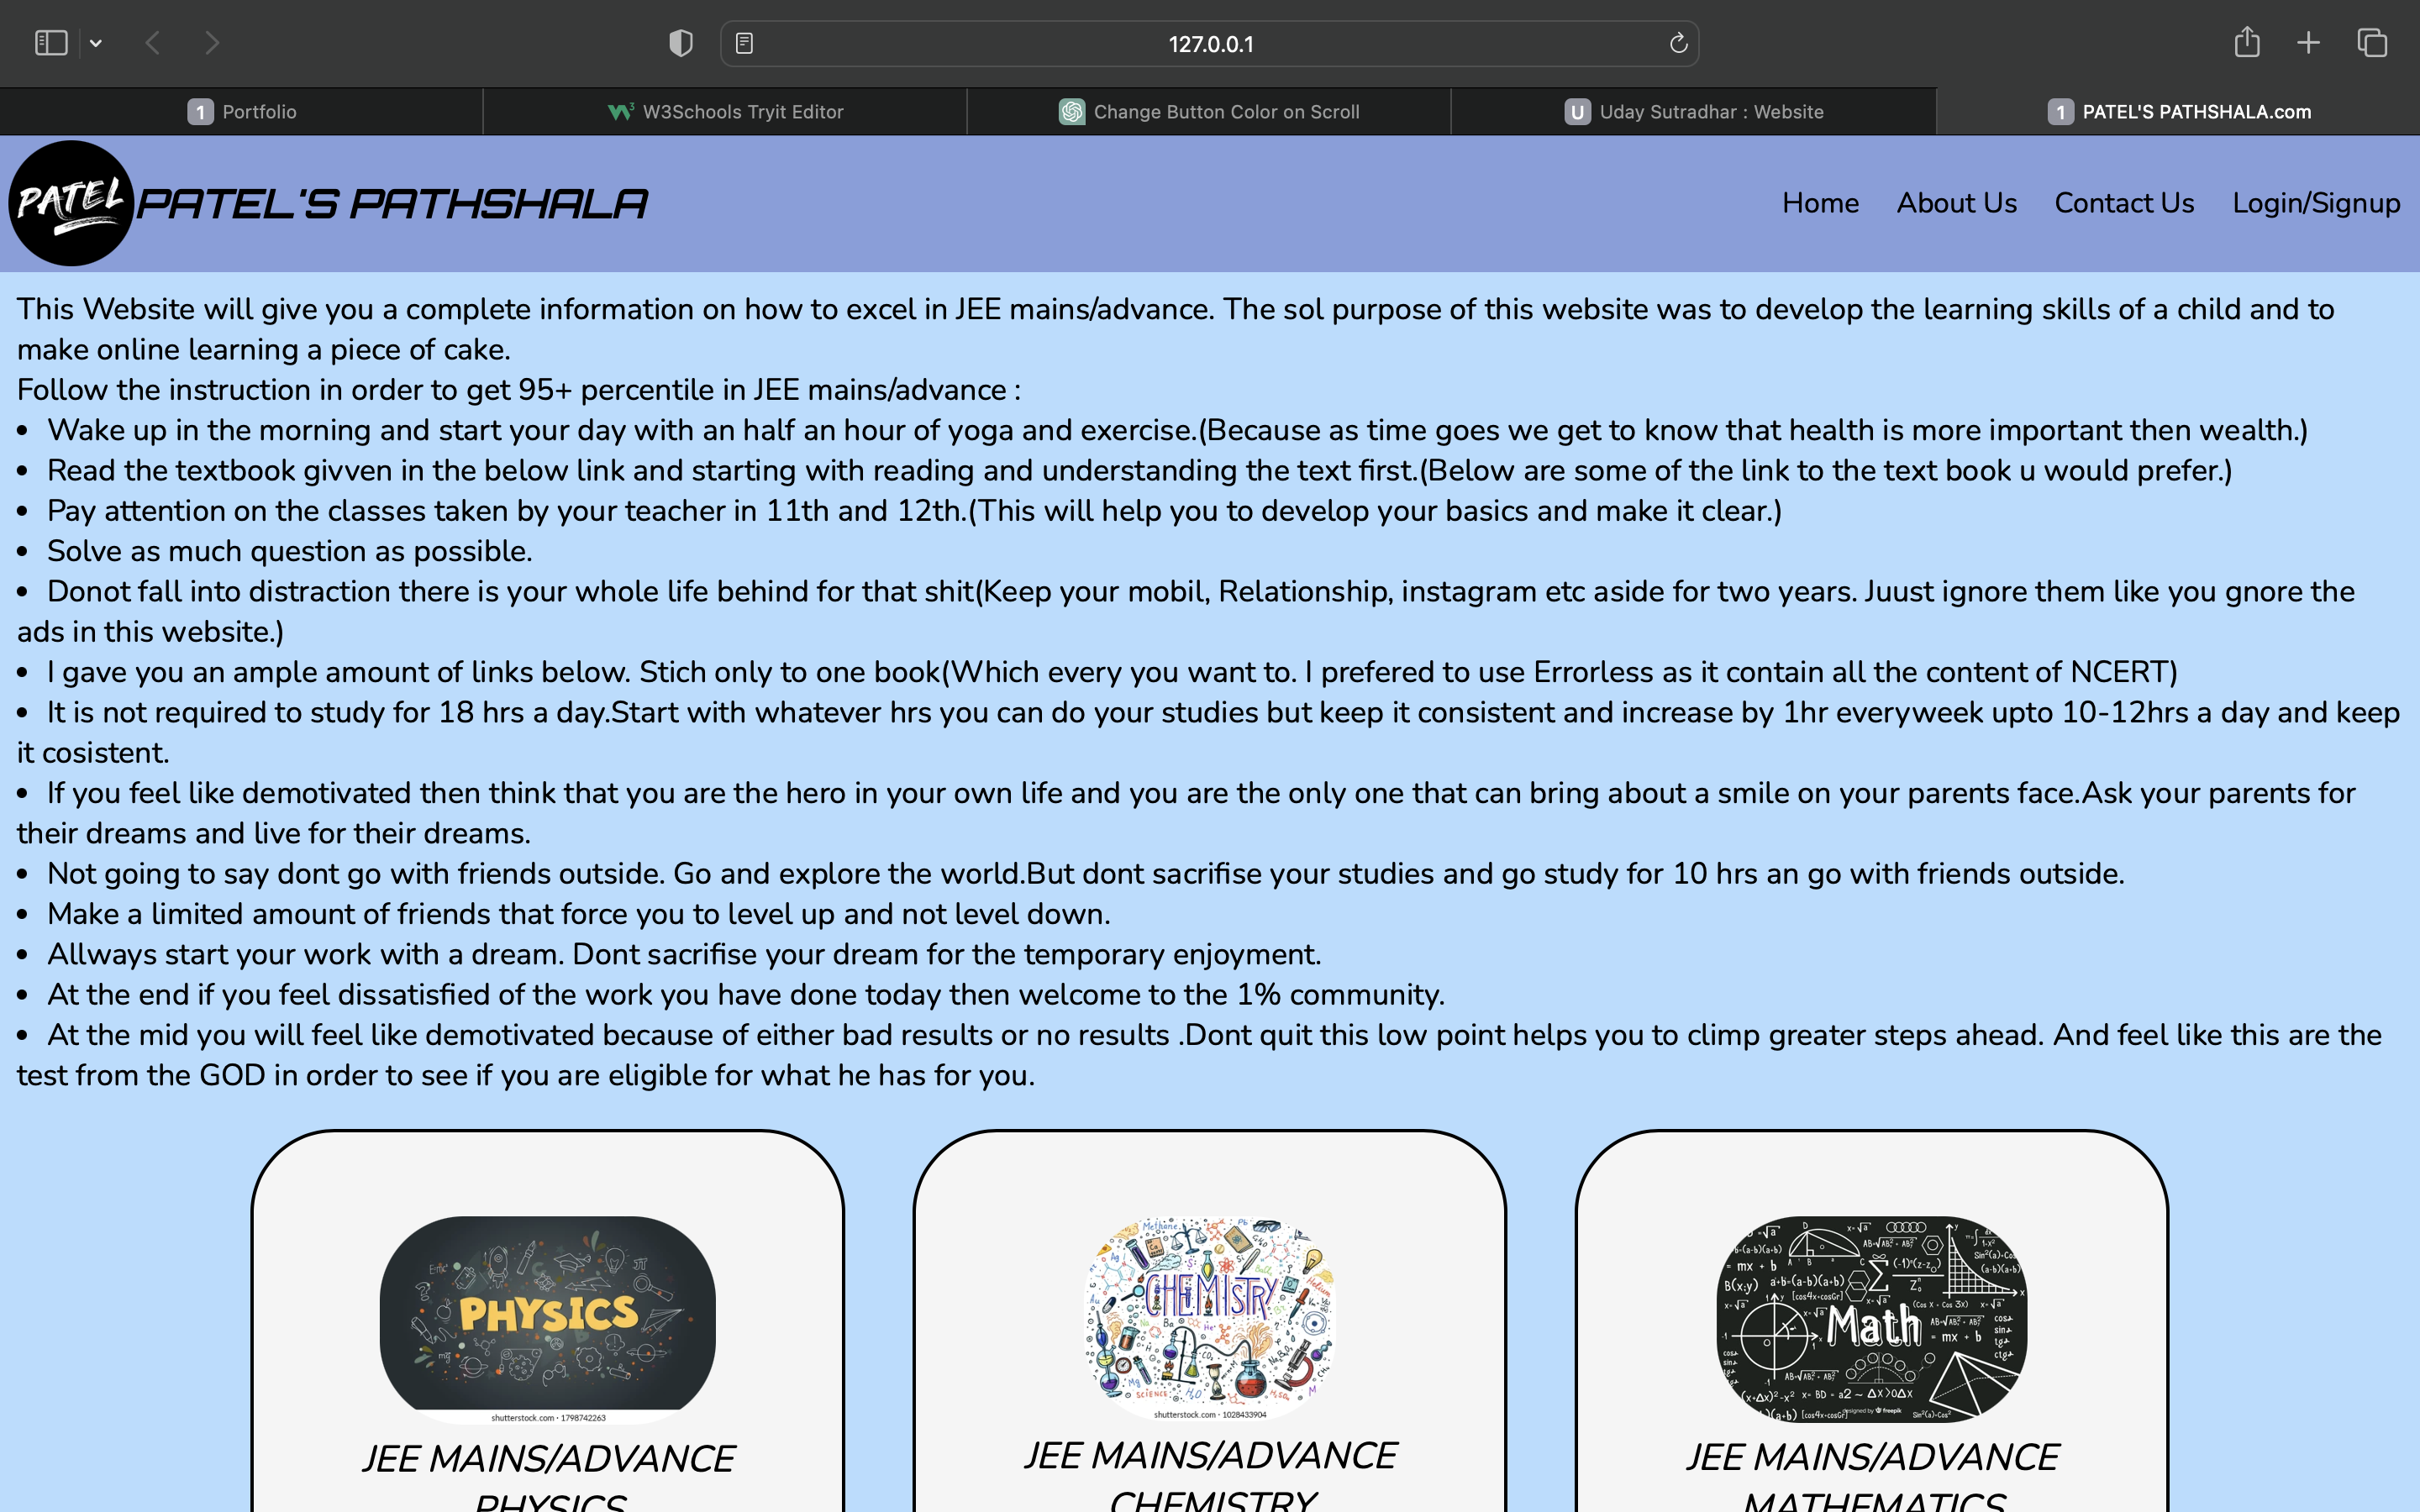 127.0.0.1
1 Portfolio
W3Schools Tryit Editor
Change Button Color on Scroll
U Uday Sutradhar : Website
1 PATEL'S PATHSHALA.com
PATEL
PATEL'S PATHSHALA
Home About Us Contact Us Login/Signup
This Website will give you a complete information on how to excel in JEE mains/advance. The sol purpose of this website was to develop the learning skills of a child and to
make online learning a piece of cake.
Follow the instruction in order to get 95+ percentile in JEE mains/advance :
• Wake up in the morning and start your day with an half an hour of yoga and exercise.(Because as time goes we get to know that health is more important then wealth.)
• Read the textbook givven in the below link and starting with reading and understanding the text first.(Below are some of the link to the text book u would prefer.)
• Pay attention on the classes taken by your teacher in 11th and 12th.(This will help you to develop your basics and make it clear.)
• Solve as much question as possible.
• Donot fall into distraction there is your whole life behind for that shit(Keep your mobil, Relationship, instagram etc aside for two years. Juust ignore them like you gnore the
ads in this website.)
• I gave you an ample amount of links below. Stich only to one book(Which every you want to. I prefered to use Errorless as it contain all the content of NCERT)
• It is not required to study for 18 hrs a day.Start with whatever hrs you can do your studies but keep it consistent and increase by 1hr everyweek upto 10-12hrs a day and keep
it cosistent.
• If you feel like demotivated then think that you are the hero in your own life and you are the only one that can bring about a smile on your parents face.Ask your parents for
their dreams and live for their dreams.
• Not going to say dont go with friends outside. Go and explore the world.But dont sacrifise your studies and go study for 10 hrs an go with friends outside.
• Make a limited amount of friends that force you to level up and not level down.
• Allways start your work with a dream. Dont sacrifise your dream for the temporary enjoyment.
• At the end if you feel dissatisfied of the work you have done today then welcome to the 1% community.
• At the mid you will feel like demotivated because of either bad results or no results .Dont quit this low point helps you to climp greater steps ahead. And feel like this are the
test from the GOD in order to see if you are eligible for what he has for you.
PHYSICS
shutterstock.com · 1798742263
JEE MAINS/ADVANCE
PHYSICS
Methane
CHEMISTRY
Helium
SCIENCE
H₂O
shutterstock.com · 1028433904
JEE MAINS/ADVANCE
CHEMISTRY
= mx + b
B(x;y) a²+b=(a-b)(a+b)
[cos4x+cosGr]
Math
= mx + b
x= BD = a2 ~ Δx>0Δx
designed by freepik
JEE MAINS/ADVANCE
MATHEMATICS